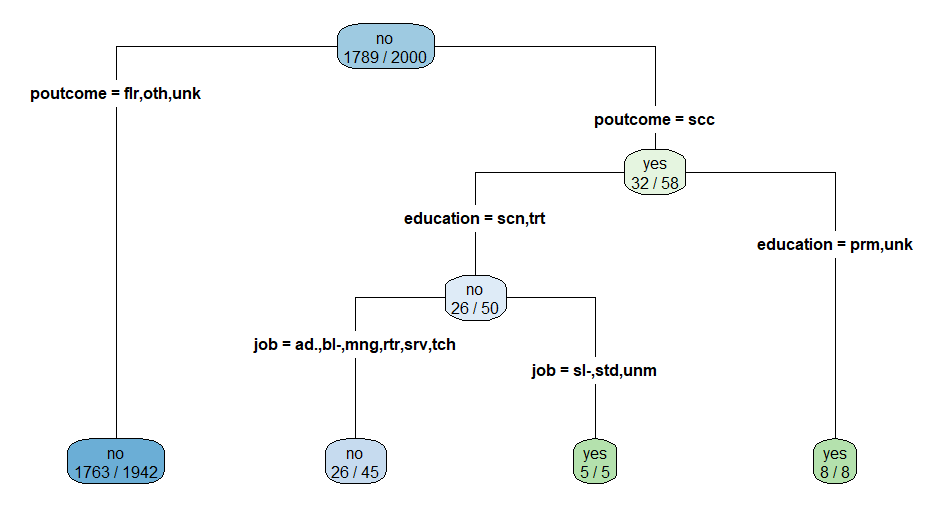 no
1789 / 2000
poutcome = flr,oth,unk
poutcome = scc
yes
32 / 58
education = scn,trt
education = prm,unk
no
26 / 50
job = ad.,bl-,mng,rtr,srv,tch
job = sl-,std,unm
no
1763 / 1942
no
26 / 45
yes
5 / 5
yes
8 / 8